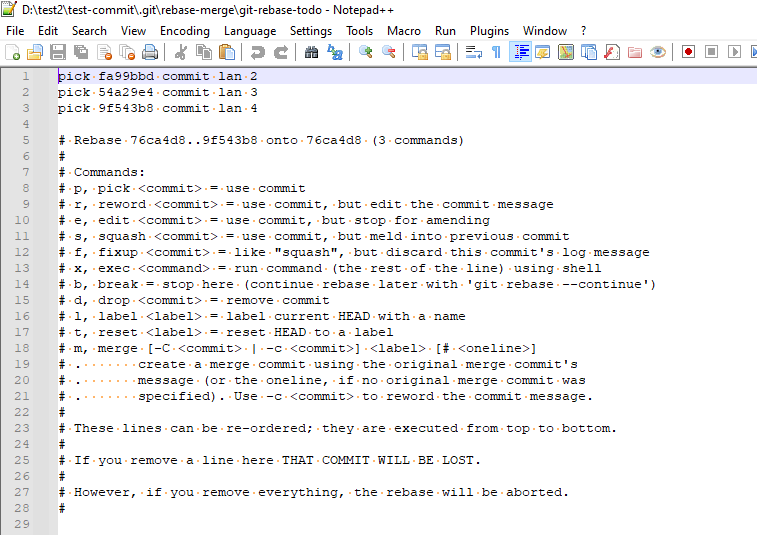 D:\test2\test-commit\.git\rebase-merge\git-rebase-todo - Notepad++
File Edit Search View Encoding Language Settings Tools Macro Run Plugins Window ?
1 pick fa99bbd commit lan 2
2 pick 54a29e4 commit lan 3
3 pick 9f543b8 commit lan 4
4
5 # Rebase 76ca4d8..9f543b8 onto 76ca4d8 (3 commands)
6 #
7 # Commands:
8 # p, pick <commit> = use commit
9 # r, reword <commit> = use commit, but edit the commit message
10 # e, edit <commit> = use commit, but stop for amending
11 # s, squash <commit> = use commit, but meld into previous commit
12 # f, fixup <commit> = like "squash", but discard this commit's log message
13 # x, exec <command> = run command (the rest of the line) using shell
14 # b, break = stop here (continue rebase later with 'git rebase --continue')
15 # d, drop <commit> = remove commit
16 # l, label <label> = label current HEAD with a name
17 # t, reset <label> = reset HEAD to a label
18 # m, merge [-C <commit> | -c <commit>] <label> [# <oneline>]
19 # .       create a merge commit using the original merge commit's
20 # .       message (or the oneline, if no original merge commit was
21 # .       specified). Use -c <commit> to reword the commit message.
22 #
23 # These lines can be re-ordered; they are executed from top to bottom.
24 #
25 # If you remove a line here THAT COMMIT WILL BE LOST.
26 #
27 # However, if you remove everything, the rebase will be aborted.
28 #
29